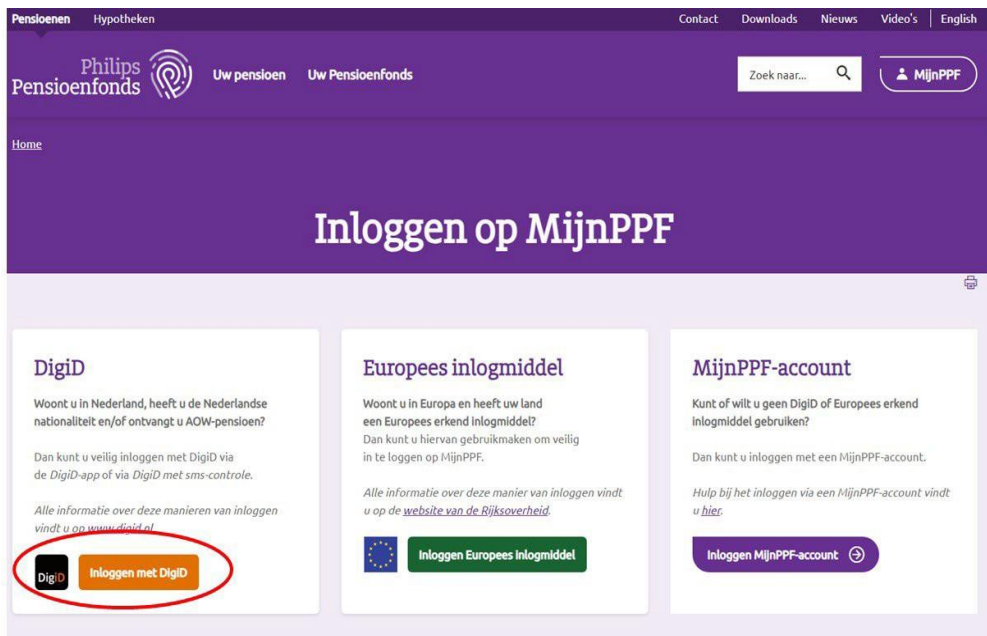 Pensioenen Hypotheken Contact Downloads Nieuws Video's English
Philips
Pensioenfonds
Uw pensioen Uw Pensioenfonds Zoek naar... MijnPPF
Home
Inloggen op MijnPPF
DigiD
Woont u in Nederland, heeft u de Nederlandse
nationaliteit en/of ontvangt u AOW-pensioen?
Dan kunt u veilig inloggen met DigiD via
de DigiD-app of via DigiD met sms-controle.
Alle informatie over deze manieren van inloggen
vindt u op www.digid.nl
DigiD Inloggen met DigiD
Europees inlogmiddel
Woont u in Europa en heeft uw land
een Europees erkend inlogmiddel?
Dan kunt u hiervan gebruikmaken om veilig
in te loggen op MijnPPF.
Alle informatie over deze manier van inloggen vindt
u op de website van de Rijksoverheid.
Inloggen Europees inlogmiddel
MijnPPF-account
Kunt of wilt u geen DigiD of Europees erkend
inlogmiddel gebruiken?
Dan kunt u inloggen met een MijnPPF-account.
Hulp bij het inloggen via een MijnPPF-account vindt
u hier.
Inloggen MijnPPF-account